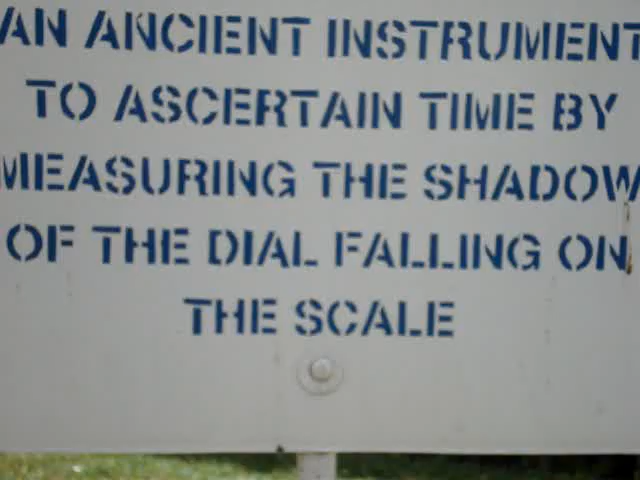 AN ANCIENT INSTRUMENT
TO ASCERTAIN TIME BY
MEASURING THE SHADOW
OF THE DIAL FALLING ON
THE SCALE